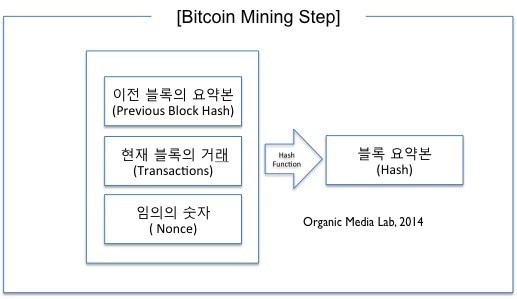 [Bitcoin Mining Step]
이전 블록의 요약본
(Previous Block Hash)
현재 블록의 거래
(Transactions)
임의의 숫자
( Nonce)
Hash
Function
블록 요약본
(Hash)
Organic Media Lab, 2014